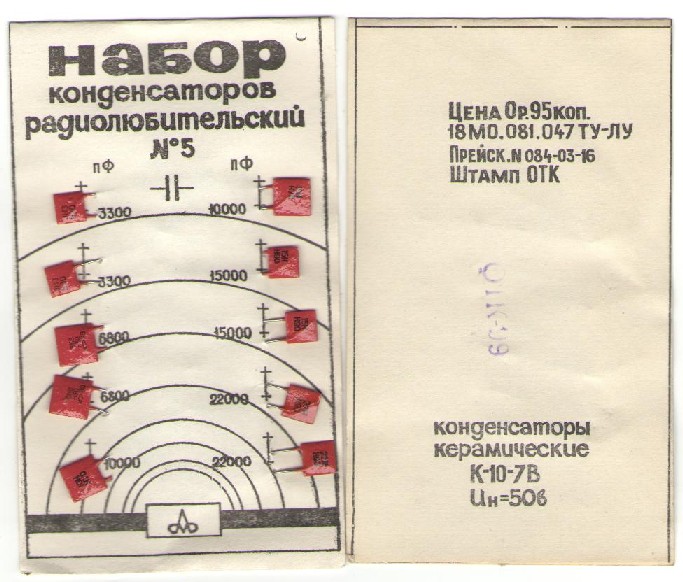 набор
конденсаторов
радиолюбительский
№5
пФ пФ
3300 10000
3300 15000
6800 15000
6800 22000
10000 22000
Цена 0р.95коп.
18МО.081.047 ТУ-ЛУ
Прейск.N 084-03-16
Штамп ОТК
конденсаторы
керамические
К-10-7В
Uн=50в